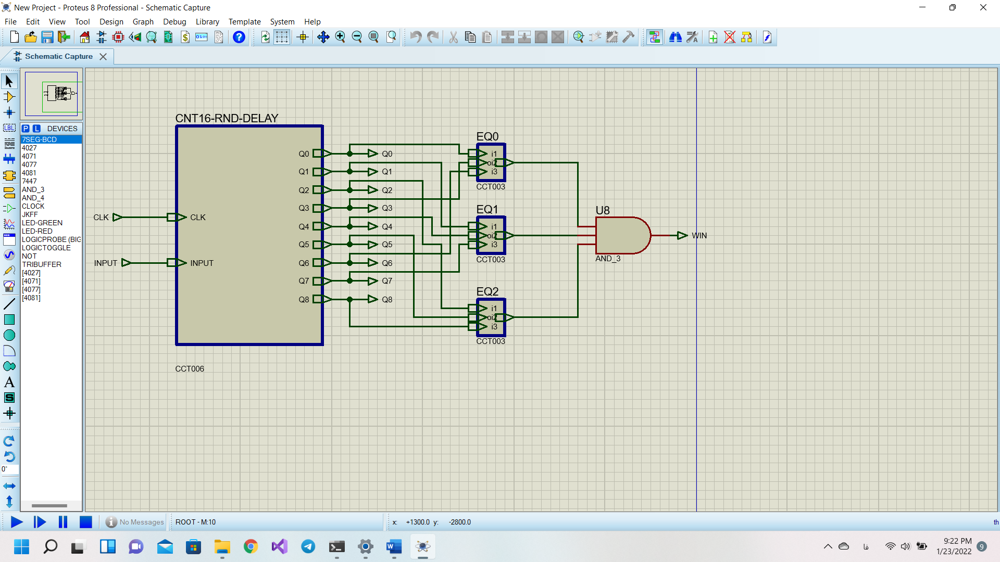 New Project - Proteus 8 Professional - Schematic Capture
File Edit View Tool Design Graph Debug Library Template System Help
Schematic Capture
P L DEVICES
7SEG-BCD
4027
4071
4077
4081
7447
AND_3
AND_4
CLOCK
JKFF
LED-GREEN
LED-RED
LOGICPROBE (BIG
LOGICTOGGLE
NOT
TRIBUFFER
[4027]
[4071]
[4077]
[4081]
LBL
A
S
0°
CNT16-RND-DELAY
CLK
CLK
INPUT
INPUT
Q0
Q1
Q2
Q3
Q4
Q5
Q6
Q7
Q8
Q0
Q1
Q2
Q3
Q4
Q5
Q6
Q7
Q8
CCT006
EQ0
i1
oi2
i3
CCT003
EQ1
i1
oi2
i3
CCT003
EQ2
i1
oi2
i3
CCT003
U8
AND_3
WIN
No Messages
ROOT - M:10
x: +1300.0 y: -2800.0
th
فا
9:22 PM
1/23/2022
9